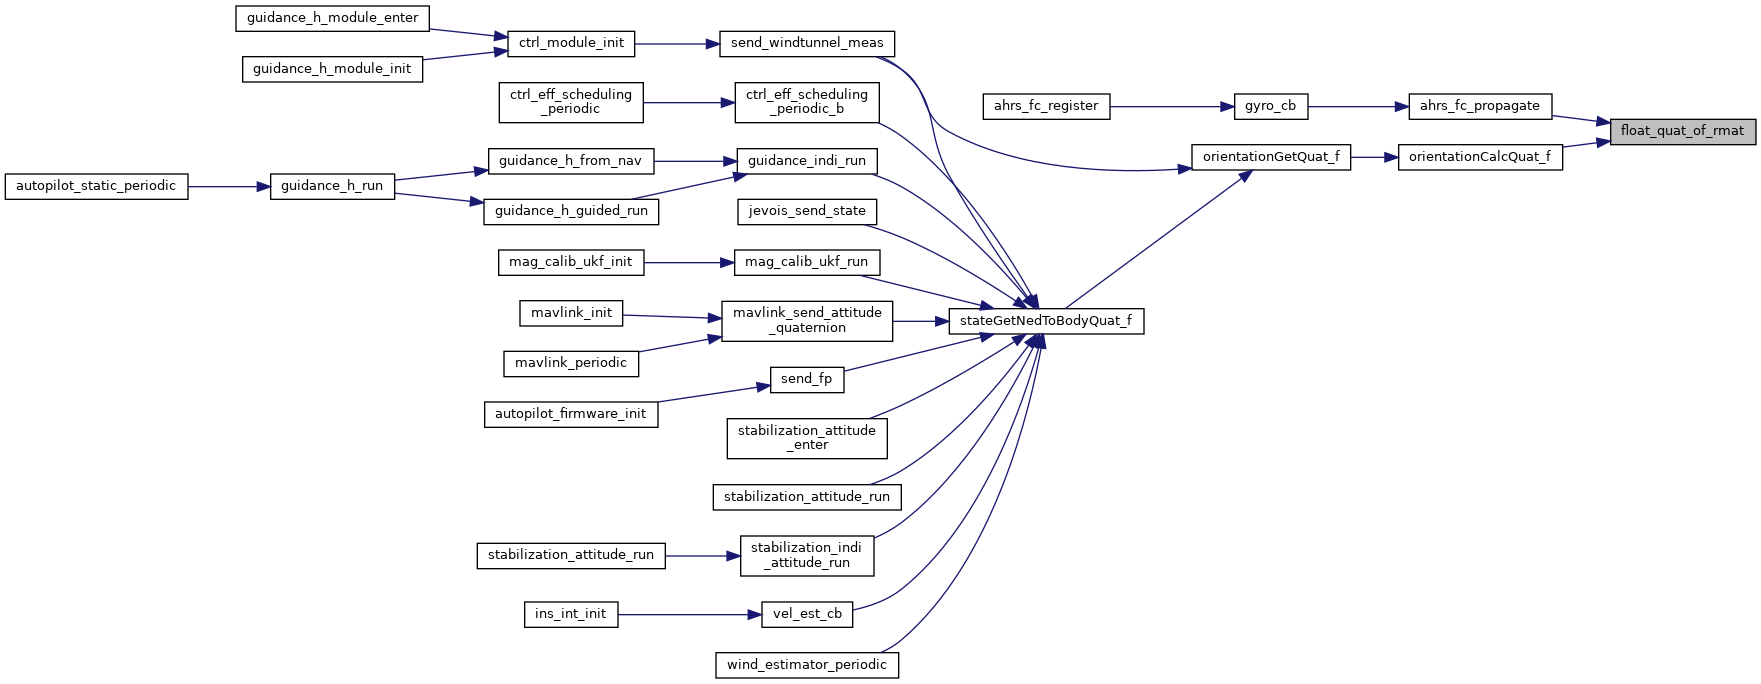 guidance_h_module_enter
guidance_h_module_init
ctrl_module_init
send_windtunnel_meas
ctrl_eff_scheduling
_periodic
ctrl_eff_scheduling
_periodic_b
ahrs_fc_register
gyro_cb
ahrs_fc_propagate
float_quat_of_rmat
orientationGetQuat_f
orientationCalcQuat_f
autopilot_static_periodic
guidance_h_run
guidance_h_from_nav
guidance_indi_run
guidance_h_guided_run
jevois_send_state
mag_calib_ukf_init
mag_calib_ukf_run
mavlink_init
mavlink_send_attitude
_quaternion
stateGetNedToBodyQuat_f
mavlink_periodic
send_fp
autopilot_firmware_init
stabilization_attitude
_enter
stabilization_attitude_run
stabilization_attitude_run
stabilization_indi
_attitude_run
ins_int_init
vel_est_cb
wind_estimator_periodic